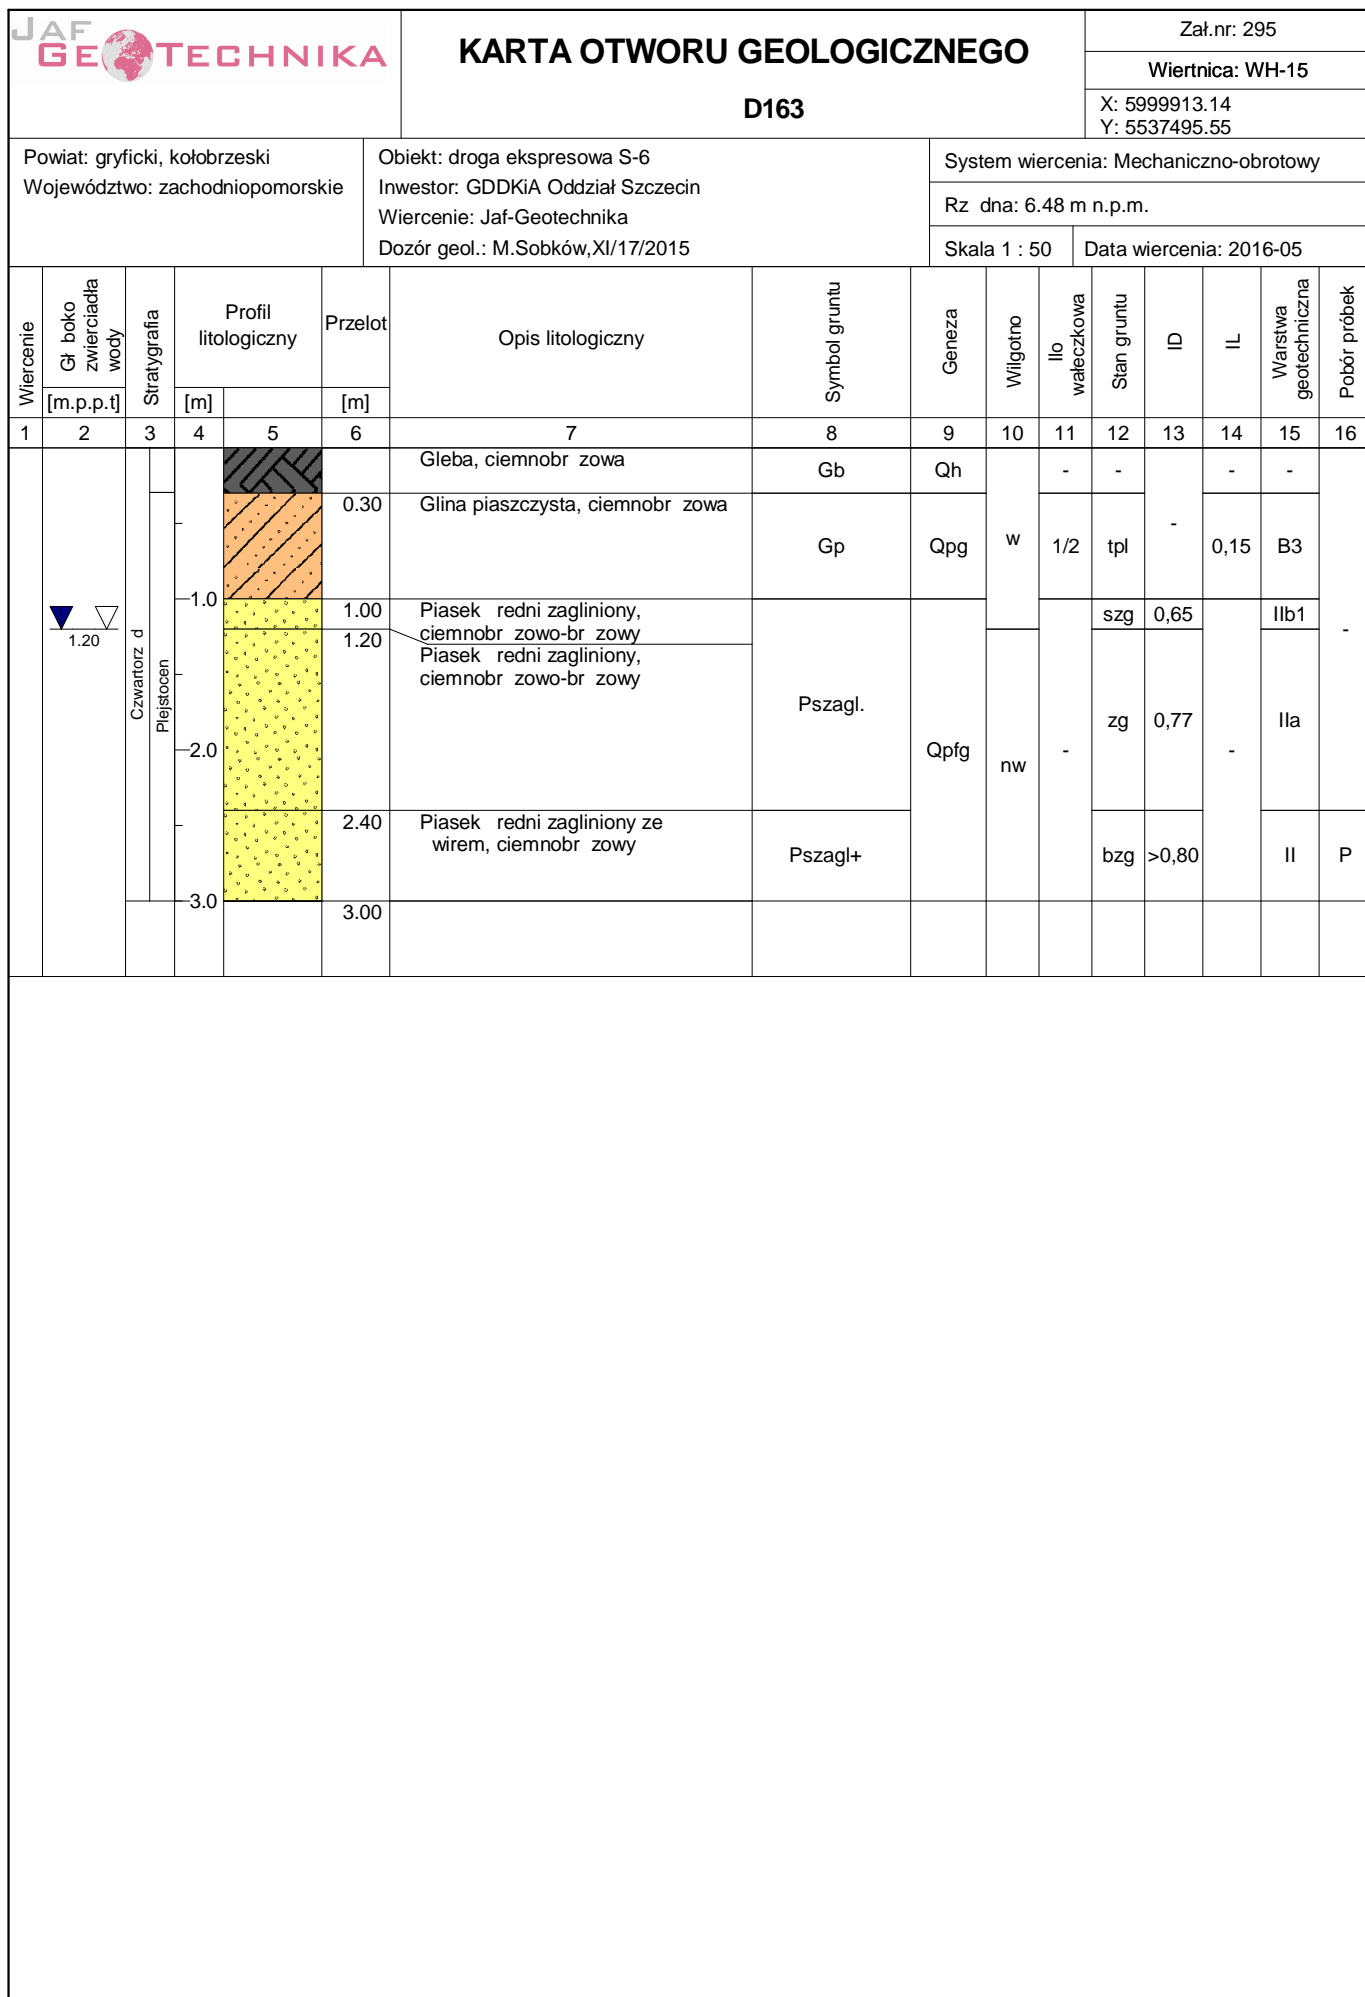 JAF
GEOTECHNIKA
KARTA OTWORU GEOLOGICZNEGO
D163
Zał.nr: 295
Wiertnica: WH-15
X: 5999913.14
Y: 5537495.55
Powiat: gryficki, kołobrzeski
Województwo: zachodniopomorskie
Obiekt: droga ekspresowa S-6
Inwestor: GDDKiA Oddział Szczecin
Wiercenie: Jaf-Geotechnika
Dozór geol.: M.Sobków,XI/17/2015
System wiercenia: Mechaniczno-obrotowy
Rz dna: 6.48 m n.p.m.
Skala 1 : 50
Data wiercenia: 2016-05
Wiercenie
Gł boko
zwierciadła
wody
[m.p.p.t]
Stratygrafia
Profil
litologiczny
[m]
Przelot
[m]
Opis litologiczny
Symbol gruntu
Geneza
Wilgotno
Ilo
wałeczkowa
Stan gruntu
ID
IL
Warstwa
geotechniczna
Pobór próbek
1 2 3 4 5 6 7 8 9 10 11 12 13 14 15 16
Gleba, ciemnobr zowa
Gb Qh - - - -
0.30 Glina piaszczysta, ciemnobr zowa
Gp Qpg w 1/2 tpl - 0,15 B3
1.0
1.00 Piasek redni zagliniony,
ciemnobr zowo-br zowy
szg 0,65 IIb1
1.20
1.20 Piasek redni zagliniony,
ciemnobr zowo-br zowy
-
Czwartorz d
Plejstocen
Pszagl. zg 0,77 IIa
2.0
Qpfg nw - -
2.40 Piasek redni zagliniony ze
wirem, ciemnobr zowy
Pszagl+ bzg >0,80 II P
3.0
3.00